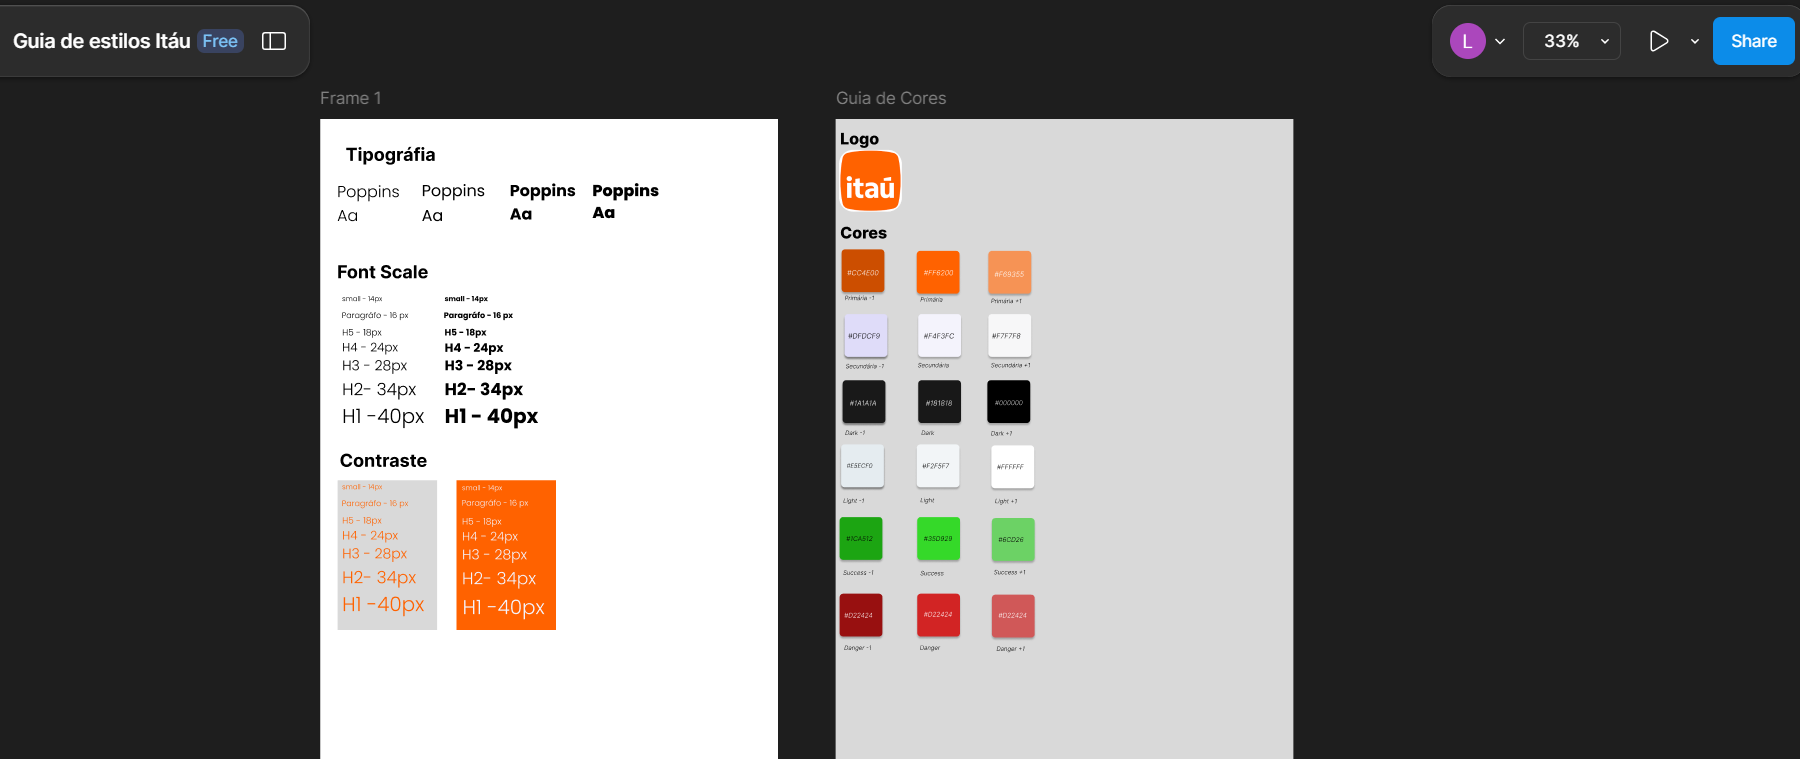 Guia de estilos Itáu Free
L 33% Share
Frame 1
Tipográfia
Poppins Poppins Poppins Poppins
Aa Aa Aa Aa
Font Scale
small - 14px small - 14px
Paragráfo - 16 px Paragráfo - 16 px
H5 - 18px H5 - 18px
H4 - 24px H4 - 24px
H3 - 28px H3 - 28px
H2- 34px H2- 34px
H1 -40px H1 - 40px
Contraste
small - 14px small - 14px
Paragráfo - 16 px Paragráfo - 16 px
H5 - 18px H5 - 18px
H4 - 24px H4 - 24px
H3 - 28px H3 - 28px
H2- 34px H2- 34px
H1 -40px H1 -40px
Guia de Cores
Logo
itaú
Cores
#CC4E00 #FF6200 #F69355
Primária -1 Primária Primária +1
#DFDCF9 #F4F3FC #F7F7F8
Secundária -1 Secundária Secundária +1
#1A1A1A #181818 #000000
Dark -1 Dark Dark +1
#E5ECF0 #F2F5F7 #FFFFFF
Light -1 Light Light +1
#1CA912 #35D929 #6CD26
Success -1 Success Success +1
#D22424 #D22424 #D22424
Danger -1 Danger Danger +1